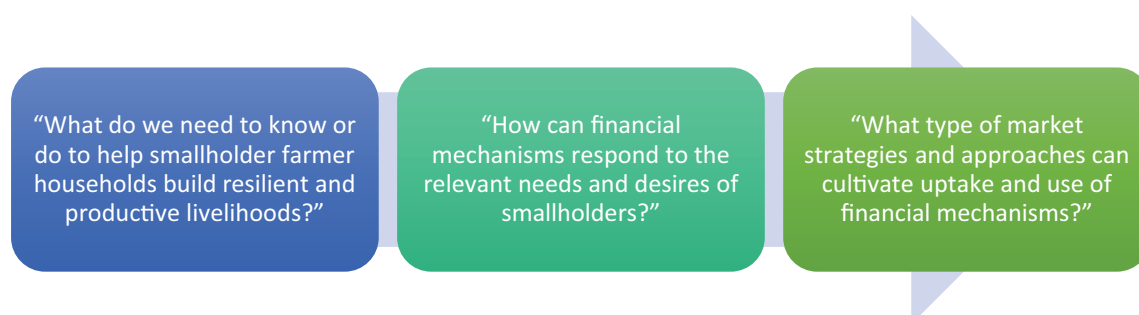 “What do we need to know or
do to help smallholder farmer
households build resilient and
productive livelihoods?”
“How can financial
mechanisms respond to the
relevant needs and desires of
smallholders?”
“What type of market
strategies and approaches can
cultivate uptake and use of
financial mechanisms?”